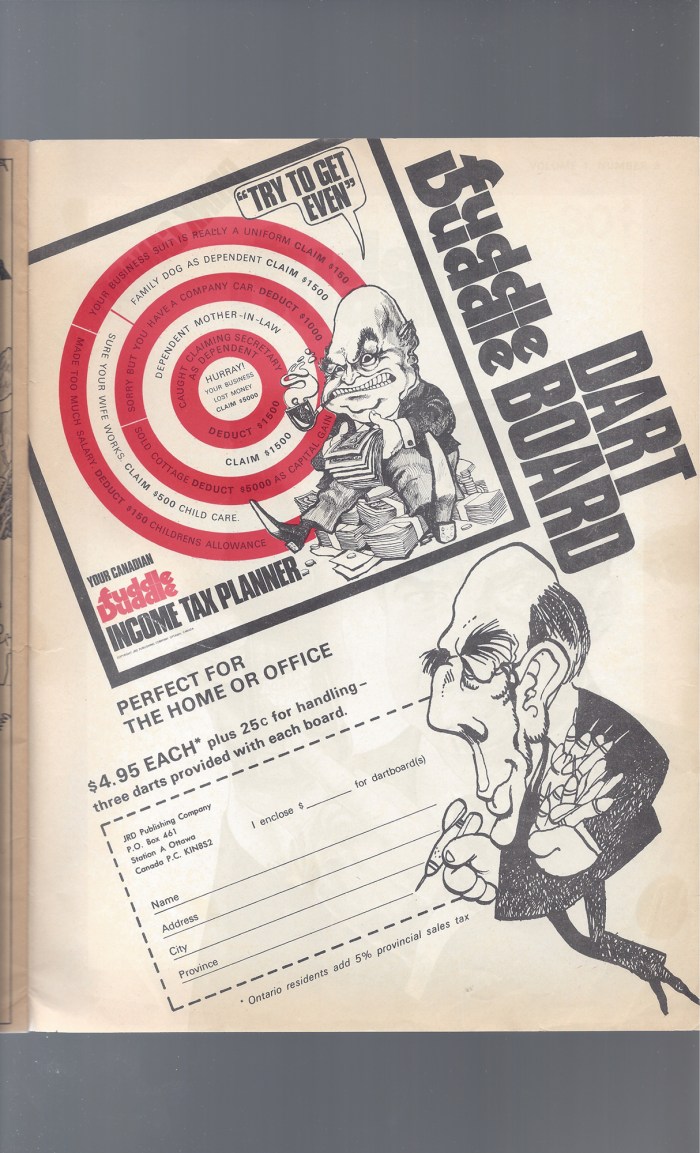 "TRY TO GET
EVEN"
fuddle
Duddle
DART
BOARD
YOUR BUSINESS SUIT IS REALLY A UNIFORM CLAIM $150
FAMILY DOG AS DEPENDENT CLAIM $1500
SORRY BUT YOU HAVE A COMPANY CAR DEDUCT $1000
DEPENDENT MOTHER-IN-LAW
CLAIM $1500
CAUGHT CLAIMING SECRETARY
AS DEPENDENT
DEDUCT $1500
HURRAY!
YOUR BUSINESS
LOST MONEY
CLAIM $5000
SOLD COTTAGE DEDUCT $5000 AS CAPITAL GAIN
SURE YOUR WIFE WORKS. CLAIM $500 CHILD CARE.
MADE TOO MUCH SALARY DEDUCT $150 CHILDRENS ALLOWANCE
YOUR CANADIAN
fuddle
Duddle
INCOME TAX PLANNER
PERFECT FOR
THE HOME OR OFFICE
$4.95 EACH* plus 25c for handling–
three darts provided with each board.
JRD Publishing Company
P.O. Box 461
Station A Ottawa
Canada P.C. KIN8S2
I enclose $ ______ for dartboard(s)
Name
Address
City
Province
* Ontario residents add 5% provincial sales tax